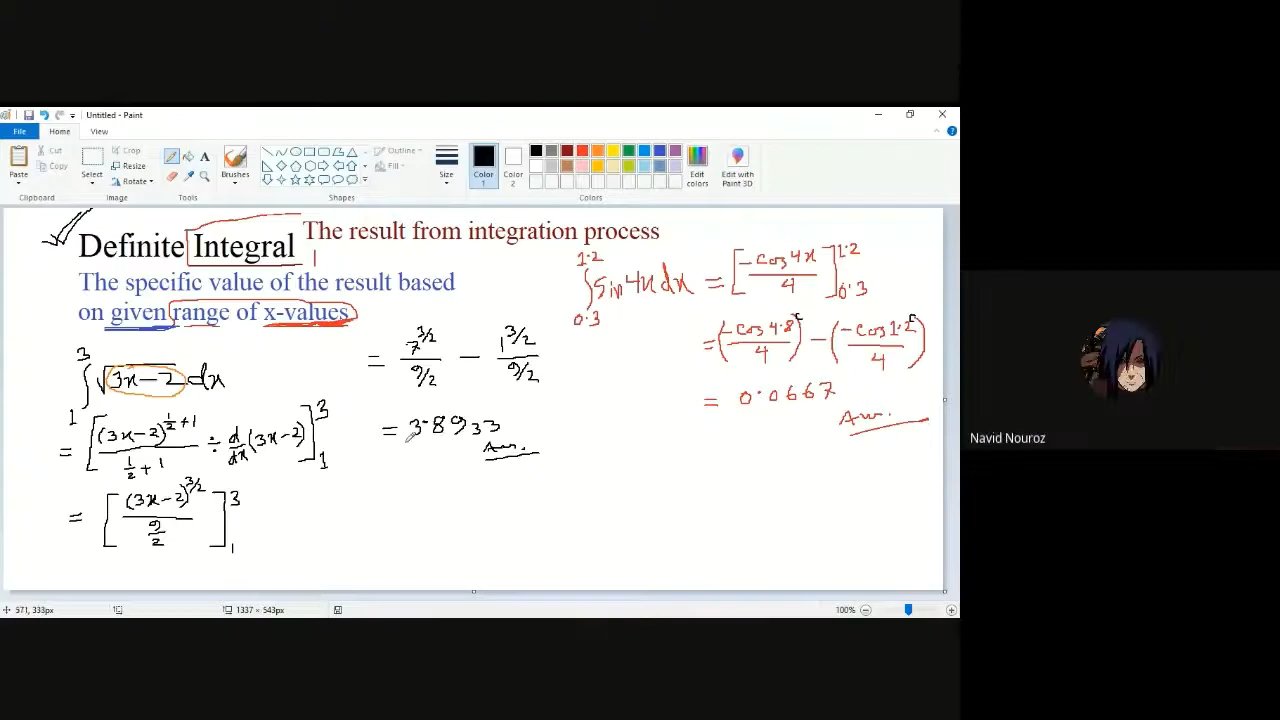 Untitled - Paint
File Home View
Paste
Cut
Copy
Clipboard
Select
Crop
Resize
Rotate
Image
Tools
Brushes
Shapes
Outline
Fill
Size
Color 1
Color 2
Edit colors
Edit with Paint 3D
Colors
Definite Integral The result from integration process
The specific value of the result based
on given range of x-values
∫₁³ √(3x-2) dx
= [(3x-2)^(1/2+1) / (1/2+1) ÷ d/dx (3x-2)]₁³
= [(3x-2)^(3/2) / (9/2)]₁³
= 7^(3/2) / (9/2) - 1^(3/2) / (9/2)
= 3.8933
Ans.
∫₀.₃^1.2 sin 4x dx = [-cos 4x / 4]₀.₃^1.2
= (-cos 4.8ᶜ / 4) - (-cos 1.2ᶜ / 4)
= 0.0667
Ans.
Navid Nouroz
571, 333px 1337 × 543px 100%